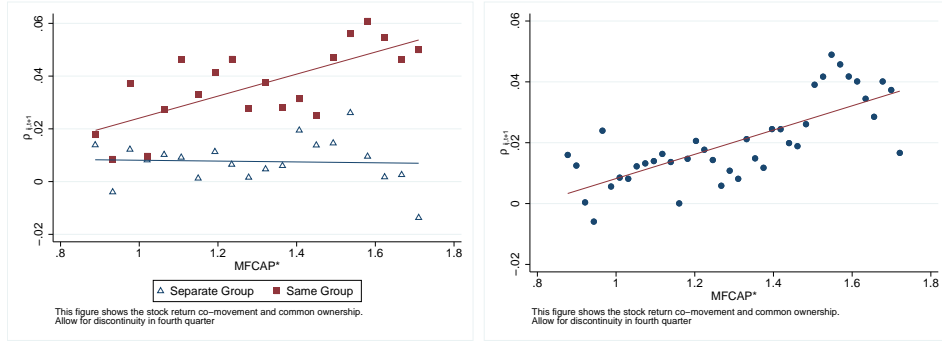 .06
.04
.02
0
-.02
ρ i,j,t+1
.8
1
1.2
1.4
1.6
1.8
MFCAP*
Separate Group
Same Group
This figure shows the stock return co−movement and common ownership.
Allow for discontinuity in fourth quarter
.06
.04
.02
0
-.02
ρ i,j,t+1
.8
1
1.2
1.4
1.6
1.8
MFCAP*
This figure shows the stock return co−movement and common ownership.
Allow for discontinuity in fourth quarter